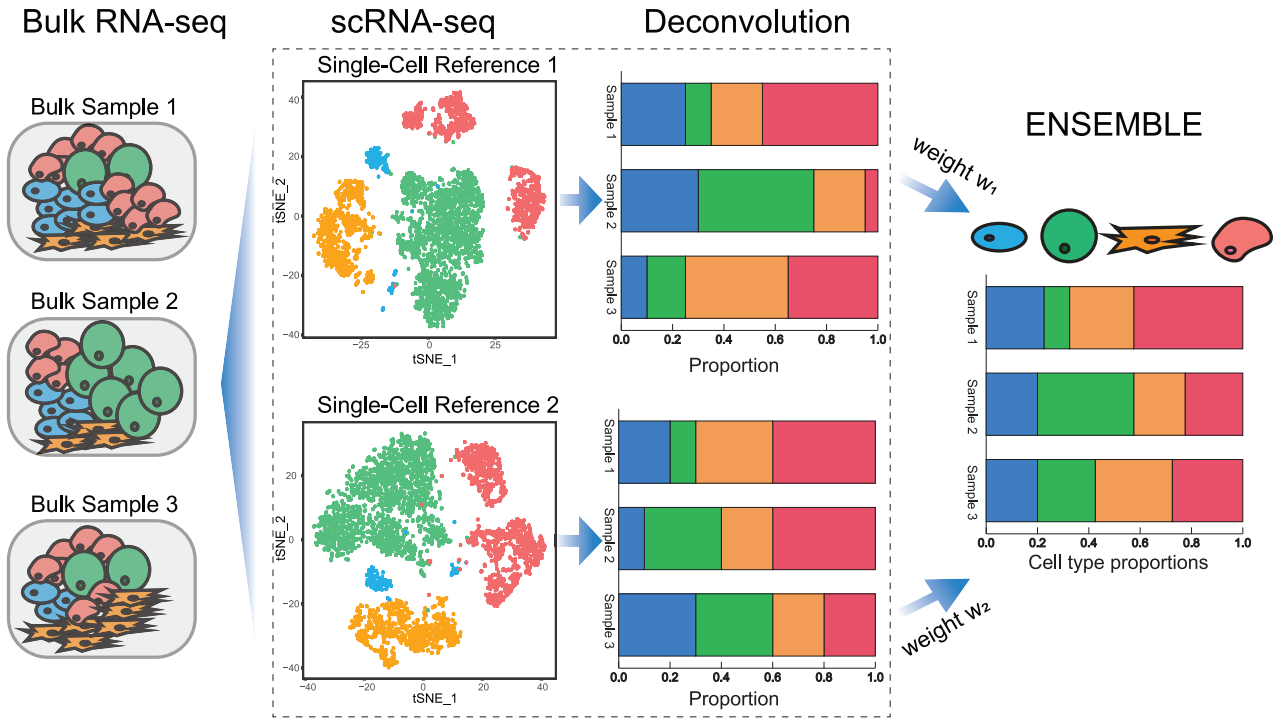 Bulk RNA-seq
scRNA-seq
Deconvolution
ENSEMBLE
Bulk Sample 1
Bulk Sample 2
Bulk Sample 3
Single-Cell Reference 1
tSNE_2
40
20
0
−20
−40
−25
0
25
tSNE_1
Sample 1
Sample 2
Sample 3
0.0 0.2 0.4 0.6 0.8 1.0
Proportion
Single-Cell Reference 2
tSNE_2
20
0
−20
−40
−40 −20 0 20 40
tSNE_1
Sample 1
Sample 2
Sample 3
0.0 0.2 0.4 0.6 0.8 1.0
Proportion
weight w₁
weight w₂
Sample 1
Sample 2
Sample 3
0.0 0.2 0.4 0.6 0.8 1.0
Cell type proportions